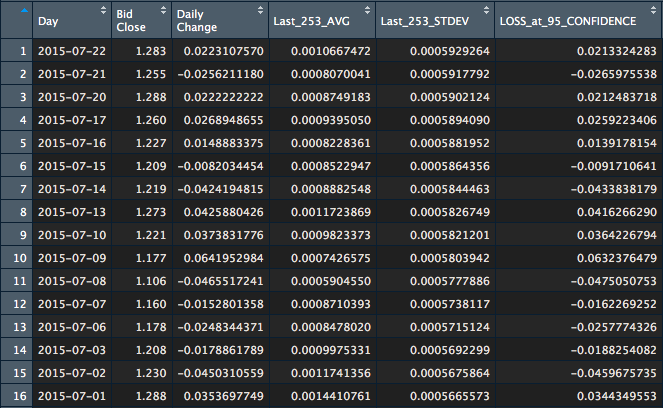 Day Bid Close Daily Change Last_253_AVG Last_253_STDEV LOSS_at_95_CONFIDENCE
1 2015-07-22 1.283 0.0223107570 0.0010667472 0.0005929264 0.0213324283
2 2015-07-21 1.255 −0.0256211180 0.0008070041 0.0005917792 −0.0265975538
3 2015-07-20 1.288 0.0222222222 0.0008749183 0.0005902124 0.0212483718
4 2015-07-17 1.260 0.0268948655 0.0009395050 0.0005894090 0.0259223406
5 2015-07-16 1.227 0.0148883375 0.0008228361 0.0005881952 0.0139178154
6 2015-07-15 1.209 −0.0082034454 0.0008522947 0.0005864356 −0.0091710641
7 2015-07-14 1.219 −0.0424194815 0.0008882548 0.0005844463 −0.0433838179
8 2015-07-13 1.273 0.0425880426 0.0011723869 0.0005826749 0.0416266290
9 2015-07-10 1.221 0.0373831776 0.0009823373 0.0005821201 0.0364226794
10 2015-07-09 1.177 0.0641952984 0.0007426575 0.0005803942 0.0632376479
11 2015-07-08 1.106 −0.0465517241 0.0005904550 0.0005777886 −0.0475050753
12 2015-07-07 1.160 −0.0152801358 0.0008710393 0.0005738117 −0.0162269252
13 2015-07-06 1.178 −0.0248344371 0.0008478020 0.0005715124 −0.0257774326
14 2015-07-03 1.208 −0.0178861789 0.0009975331 0.0005692299 −0.0188254082
15 2015-07-02 1.230 −0.0450310559 0.0011741356 0.0005675864 −0.0459675735
16 2015-07-01 1.288 0.0353697749 0.0014410761 0.0005665573 0.0344349553